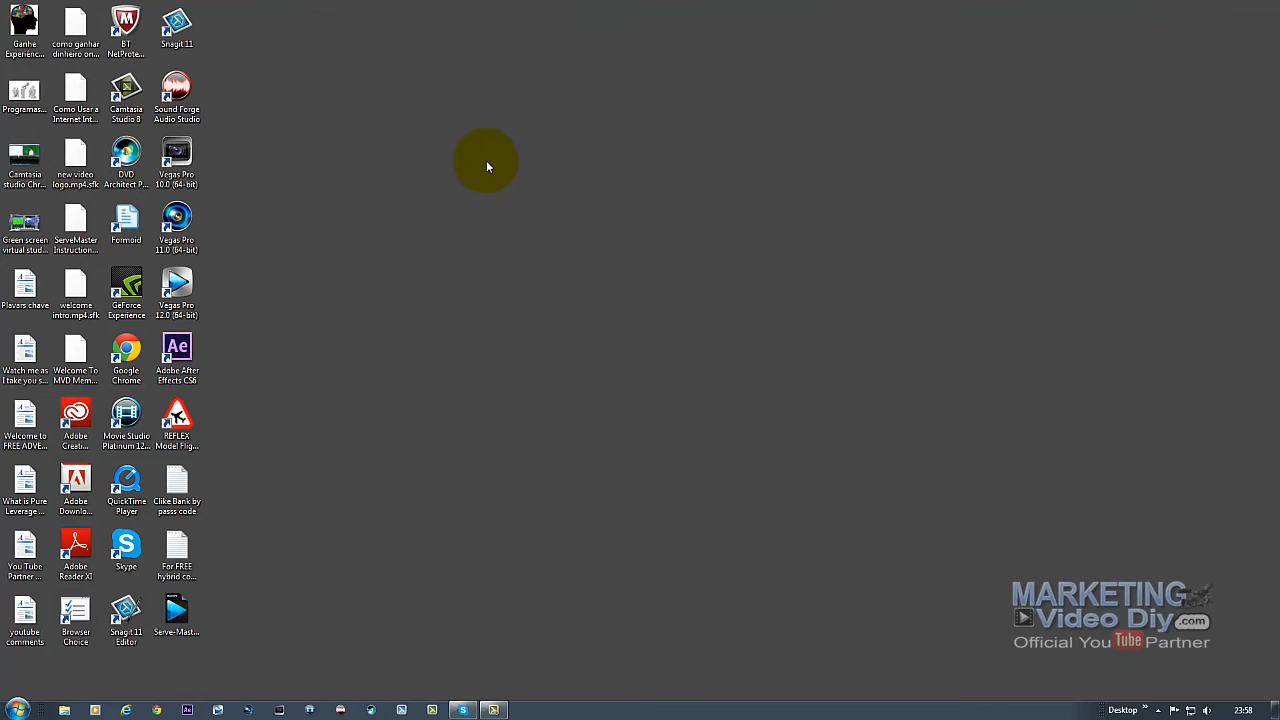 Ganhe
Experiênc...
como ganhar
dinheiro on...
BT
NetProte...
Snagit 11
Programas...
Como Usar a
Internet Int...
Camtasia
Studio 8
Sound Forge
Audio Studio
Camtasia
studio Chr...
new video
logo.mp4.sfk
DVD
Architect P...
Vegas Pro
10.0 (64-bit)
Green screen
virtual stud...
ServeMaster
Instruction...
Formoid
Vegas Pro
11.0 (64-bit)
Plavars chave
welcome
intro.mp4.sfk
GeForce
Experience
Vegas Pro
12.0 (64-bit)
Watch me as
I take you s...
Welcome To
MVD Mem...
Google
Chrome
Ae
Adobe After
Effects CS6
Welcome to
FREE ADVE...
Adobe
Creati...
Movie Studio
Platinum 12...
REFLEX
Model Flig...
What is Pure
Leverage ...
Adobe
Downlo...
QuickTime
Player
Clike Bank by
passs code
You Tube
Partner ...
Adobe
Reader XI
Skype
For FREE
hybrid co...
youtube
comments
Browser
Choice
Snagit 11
Editor
Serve-Mast...
MARKETING
Video Diy .com
Official You Tube Partner
Desktop
23:58